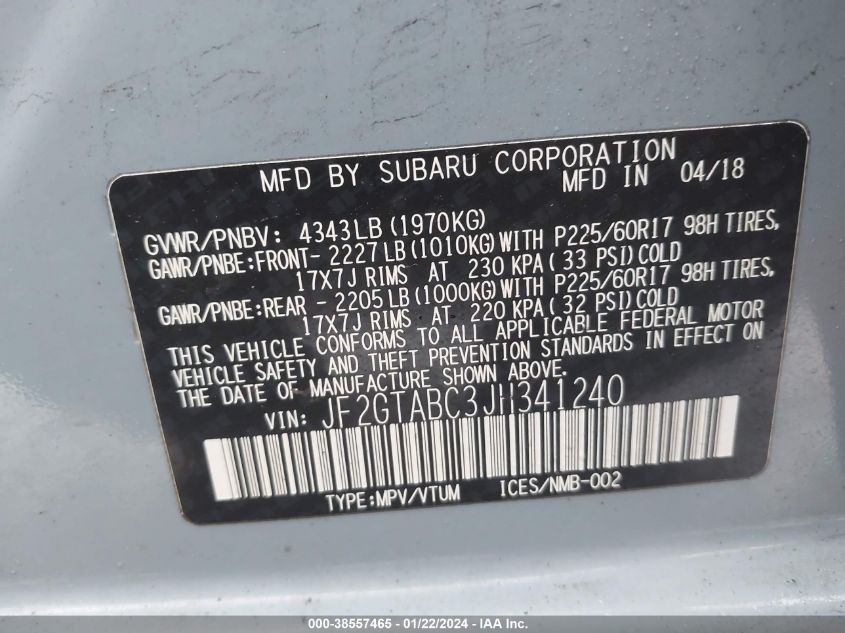 MFD BY SUBARU CORPORATION
MFD IN 04/18
GVWR/PNBV: 4343LB (1970KG)
GAWR/PNBE:FRONT- 2227LB (1010KG) WITH P225/60R17 98H TIRES,
17X7J RIMS AT 230 KPA ( 33 PSI) COLD
GAWR/PNBE:REAR - 2205LB (1000KG) WITH P225/60R17 98H TIRES,
17X7J RIMS AT 220 KPA ( 32 PSI) COLD
THIS VEHICLE CONFORMS TO ALL APPLICABLE FEDERAL MOTOR
VEHICLE SAFETY AND THEFT PREVENTION STANDARDS IN EFFECT ON
THE DATE OF MANUFACTURE SHOWN ABOVE.
VIN: JF2GTABC3JH341240
TYPE:MPV/VTUM ICES/NMB-002
000-38557465 - 01/22/2024 - IAA Inc.